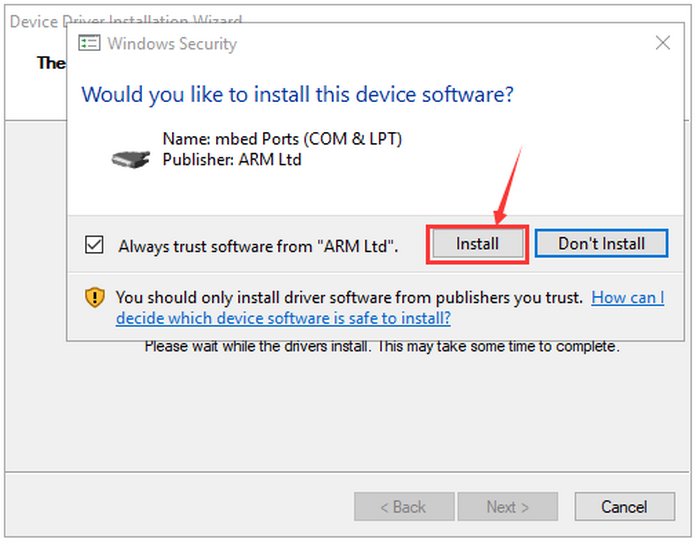 Device Driver Installation Wizard
The
Windows Security
Would you like to install this device software?
Name: mbed Ports (COM & LPT)
Publisher: ARM Ltd
Always trust software from "ARM Ltd".
Install
Don't Install
You should only install driver software from publishers you trust. How can I
decide which device software is safe to install?
Please wait while the drivers install. This may take some time to complete.
< Back
Next >
Cancel